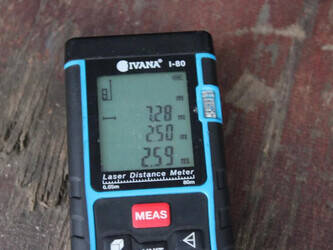 IVANA® I-80
7.28 m
2.50 m
2.59 m
Laser Distance Meter
0.05m 80m
MEAS